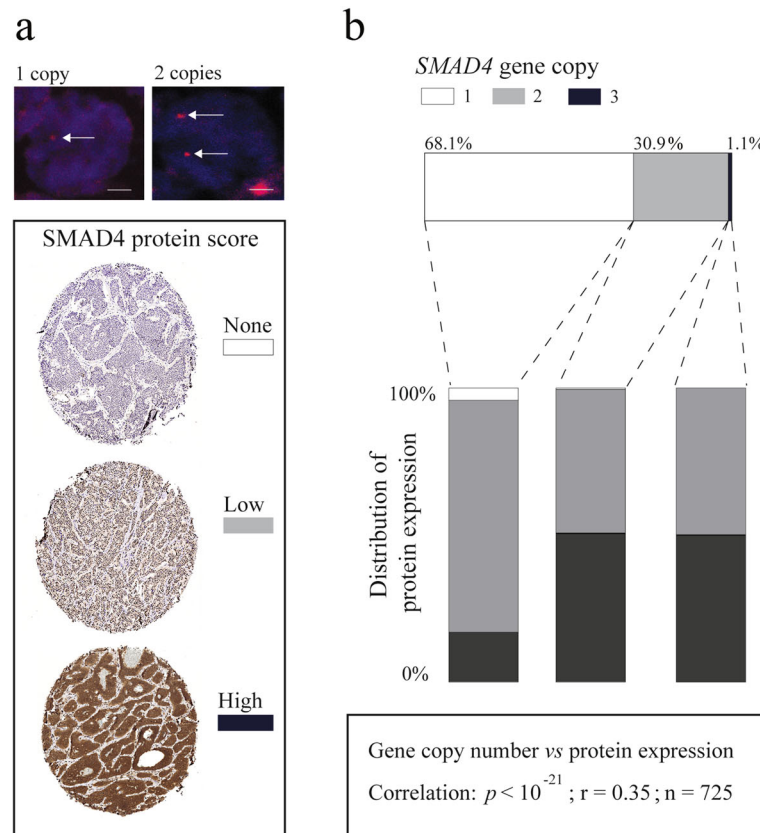 a
1 copy
2 copies
SMAD4 protein score
None
Low
High
b
SMAD4 gene copy
1 2 3
68.1% 30.9% 1.1%
100%
Distribution of
protein expression
0%
Gene copy number vs protein expression
Correlation: p < 10-21 ; r = 0.35 ; n = 725